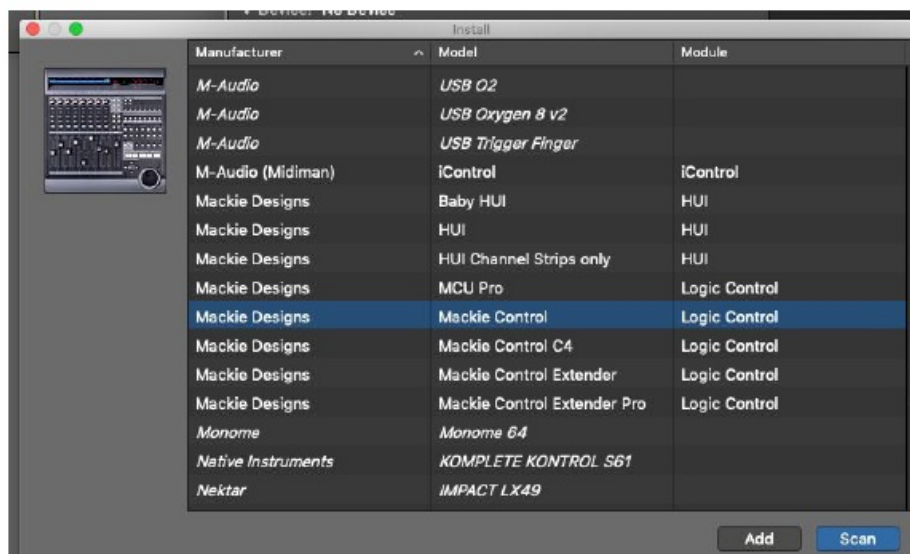 Device: No Device
Install
Manufacturer Model Module
M-Audio USB O2
M-Audio USB Oxygen 8 v2
M-Audio USB Trigger Finger
M-Audio (Midiman) iControl iControl
Mackie Designs Baby HUI HUI
Mackie Designs HUI HUI
Mackie Designs HUI Channel Strips only HUI
Mackie Designs MCU Pro Logic Control
Mackie Designs Mackie Control Logic Control
Mackie Designs Mackie Control C4 Logic Control
Mackie Designs Mackie Control Extender Logic Control
Mackie Designs Mackie Control Extender Pro Logic Control
Monome Monome 64
Native Instruments KOMPLETE KONTROL S61
Nektar IMPACT LX49
Add Scan